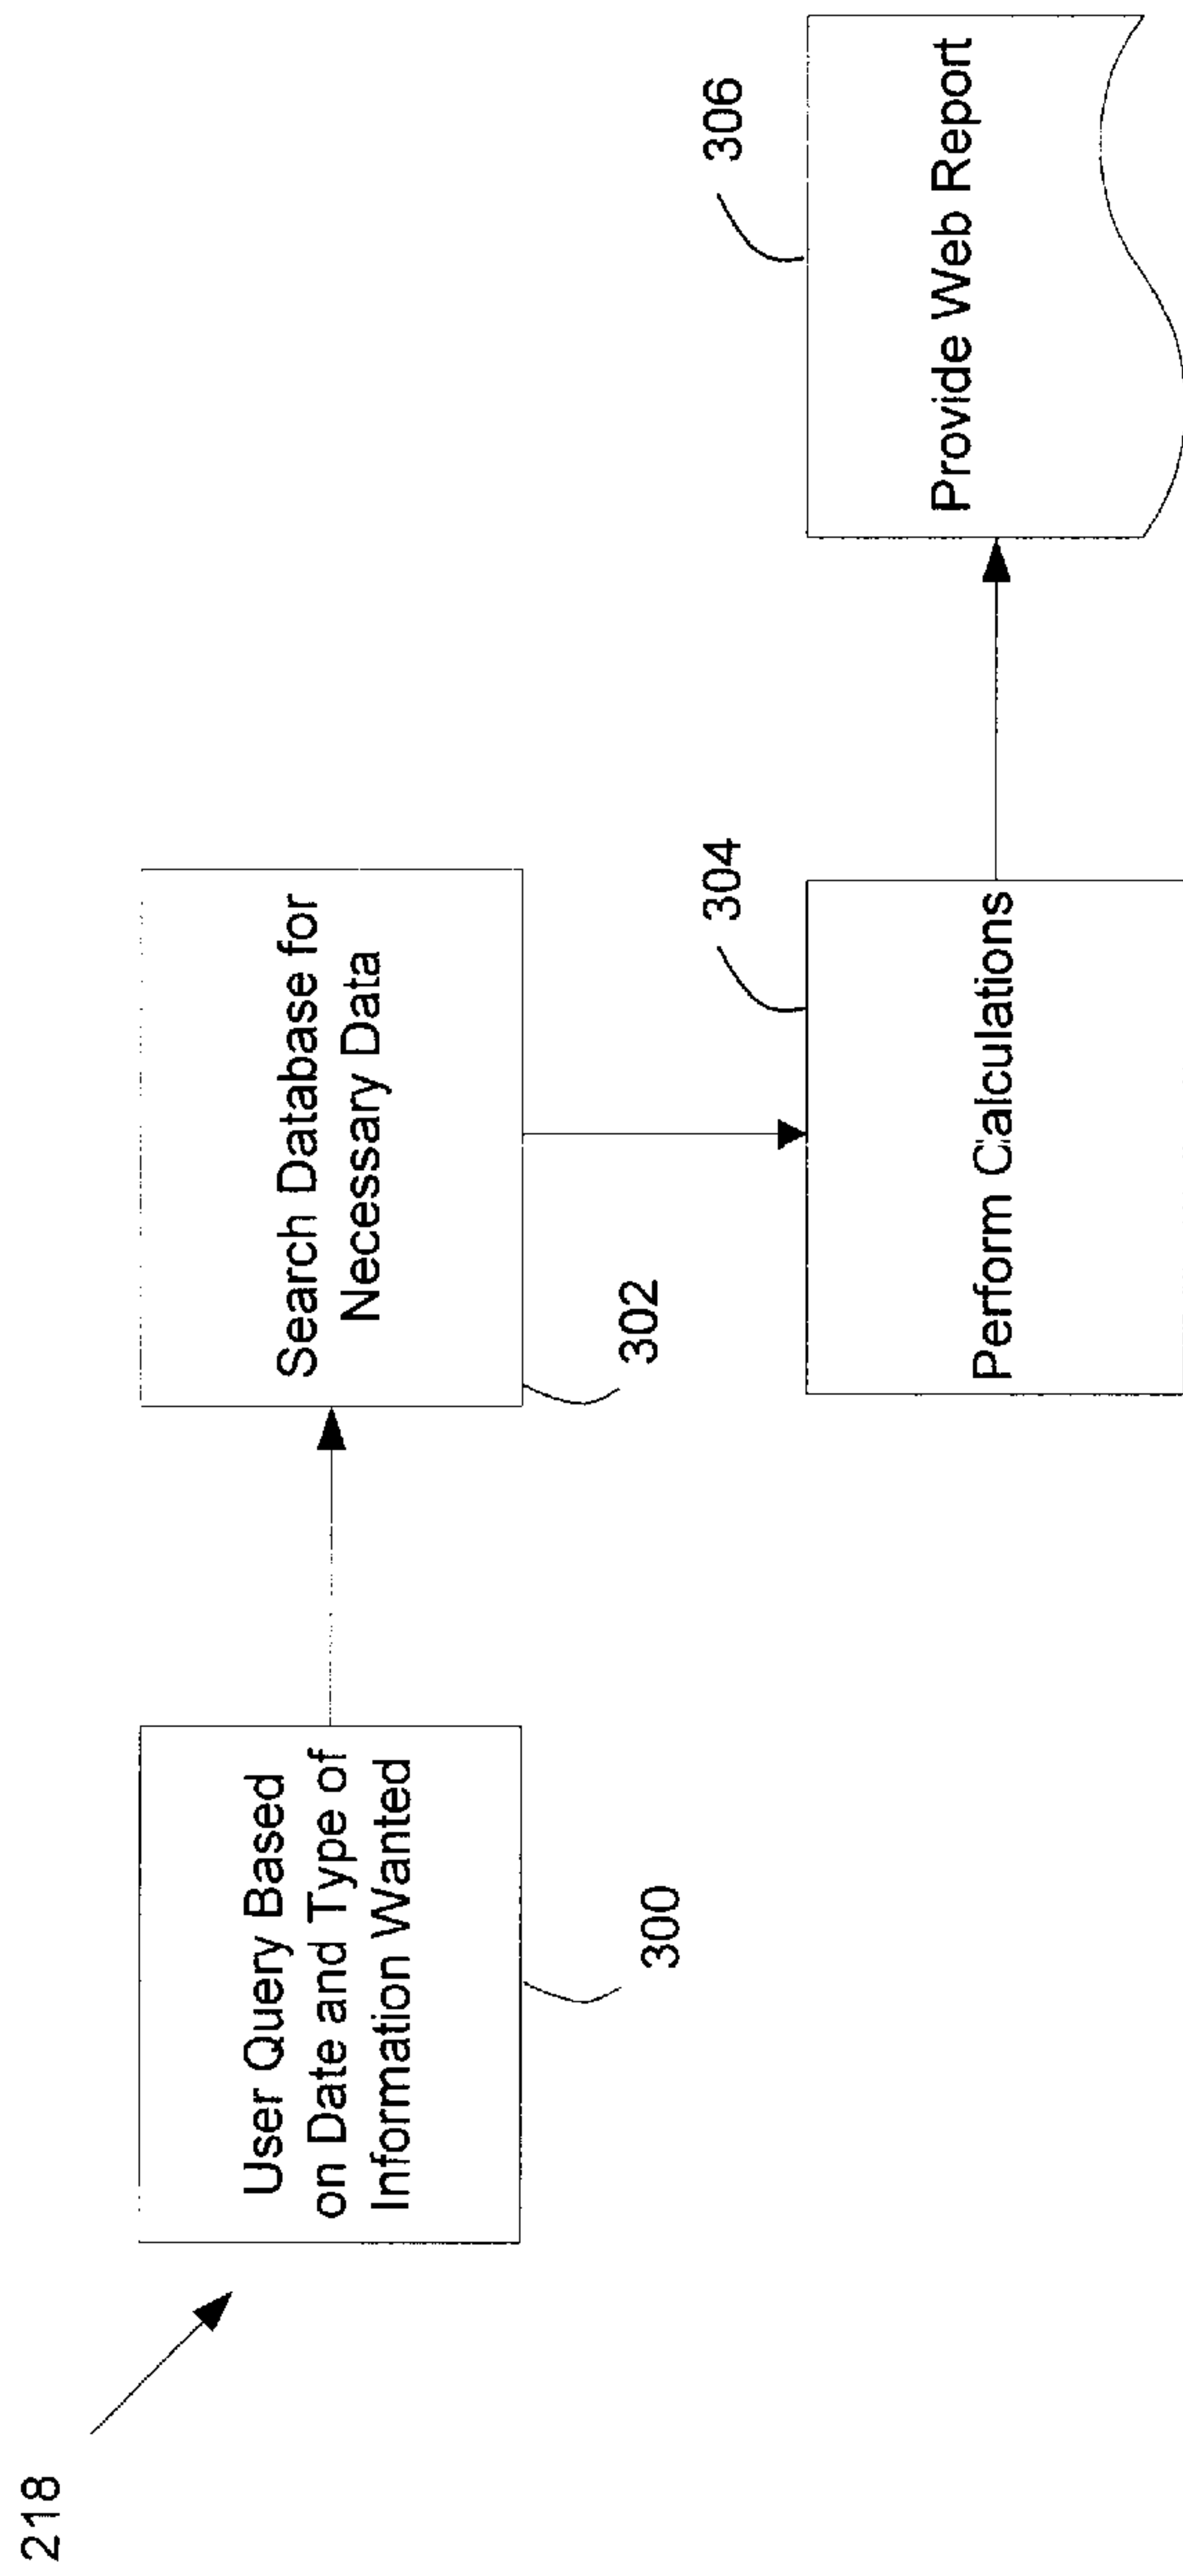 218
User Query Based
on Date and Type of
Information Wanted
300
Search Database for
Necessary Data
302
304
Perform Calculations
306
Provide Web Report